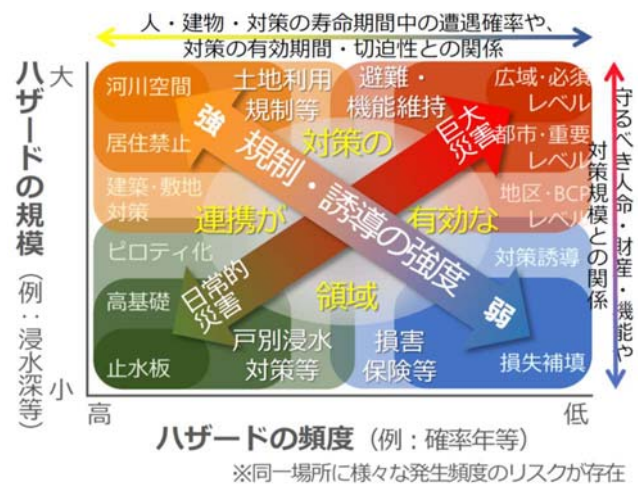 人・建物・対策の寿命期間中の遭遇確率や、
対策の有効期間・切迫性との関係
ハザードの規模
（例：浸水深等）
大
小
河川空間
居住禁止
建築・敷地
対策
土地利用
規制等
避難・
機能維持
広域・必須
レベル
都市・重要
レベル
地区・BCP
レベル
強
規制・誘導の強度
弱
巨大
災害
日常的
災害
対策の
連携が
有効な
領域
ピロティ化
高基礎
止水板
戸別浸水
対策等
損害
保険等
対策誘導
損失補填
守るべき人命・財産・機能や
対策規模との関係
高
低
ハザードの頻度（例：確率年等）
※同一場所に様々な発生頻度のリスクが存在